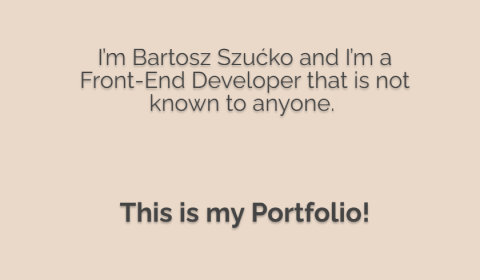 I'm Bartosz Szućko and I'm a
Front-End Developer that is not
known to anyone.
This is my Portfolio!